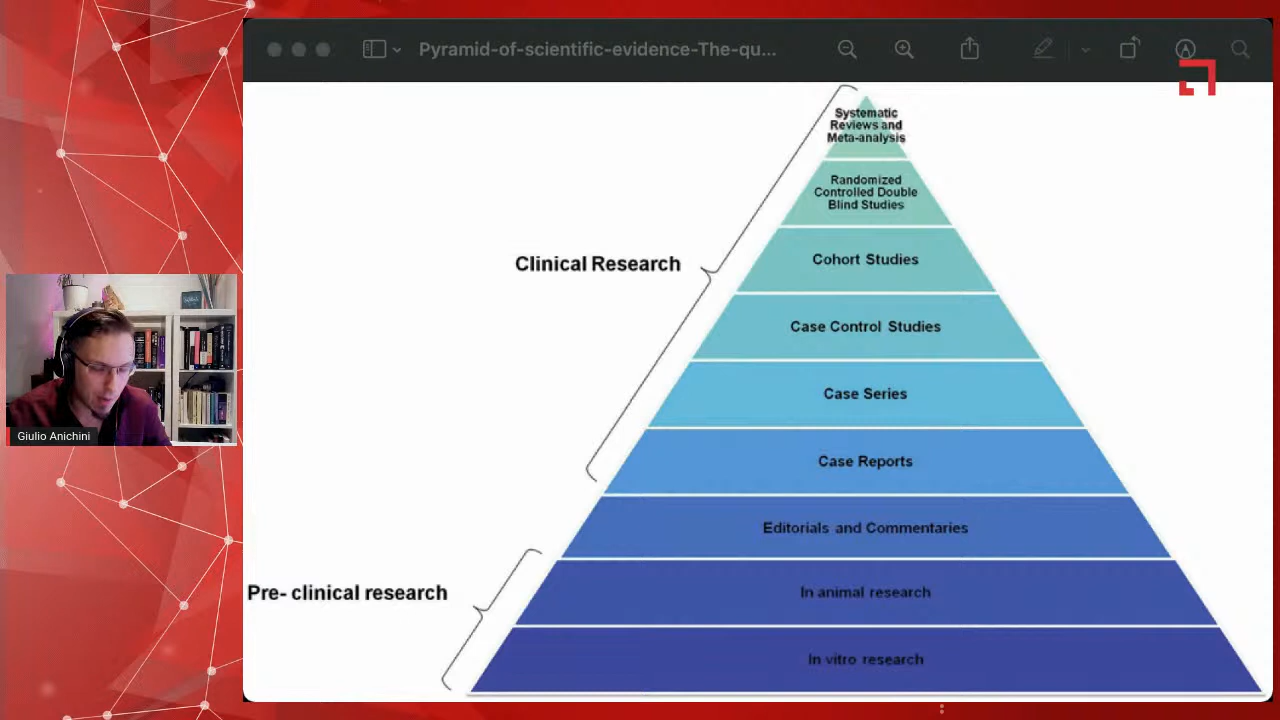 Pyramid-of-scientific-evidence-The-qu...
Systematic
Reviews and
Meta-analysis
Randomized
Controlled Double
Blind Studies
Clinical Research
Cohort Studies
Case Control Studies
Case Series
Case Reports
Editorials and Commentaries
Pre- clinical research
In animal research
In vitro research
Giulio Anichini